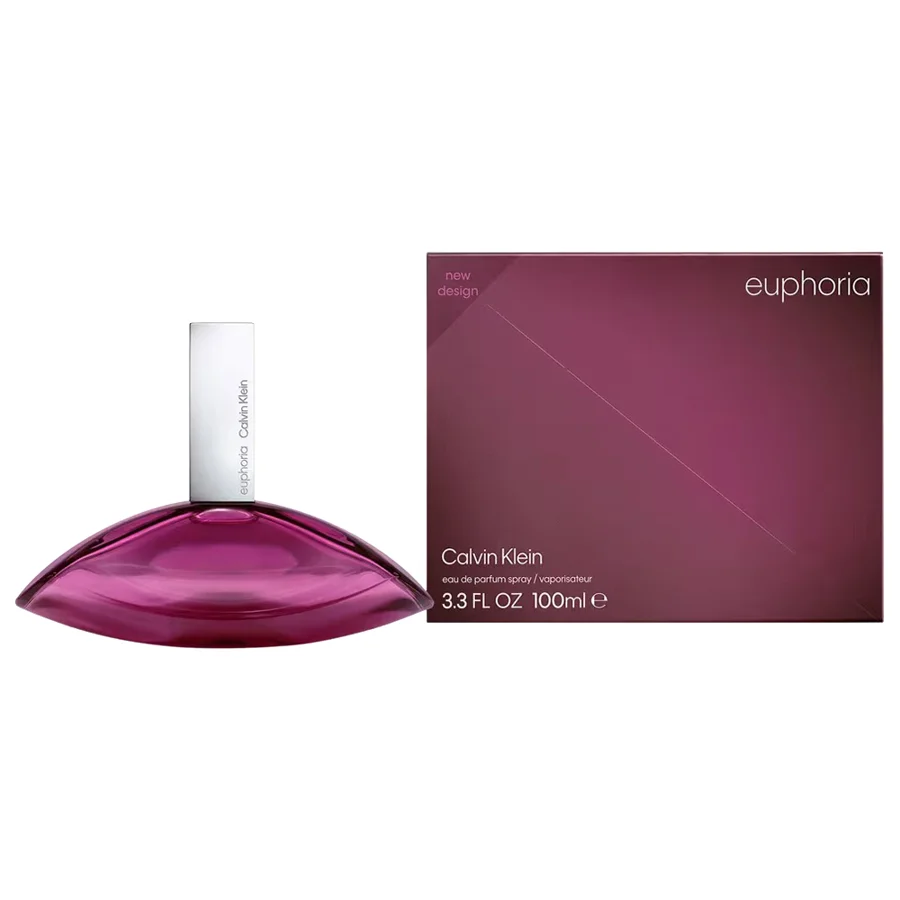 euphoria Calvin Klein
new
design
euphoria
Calvin Klein
eau de parfum spray / vaporisateur
3.3 FL OZ 100ml ℮